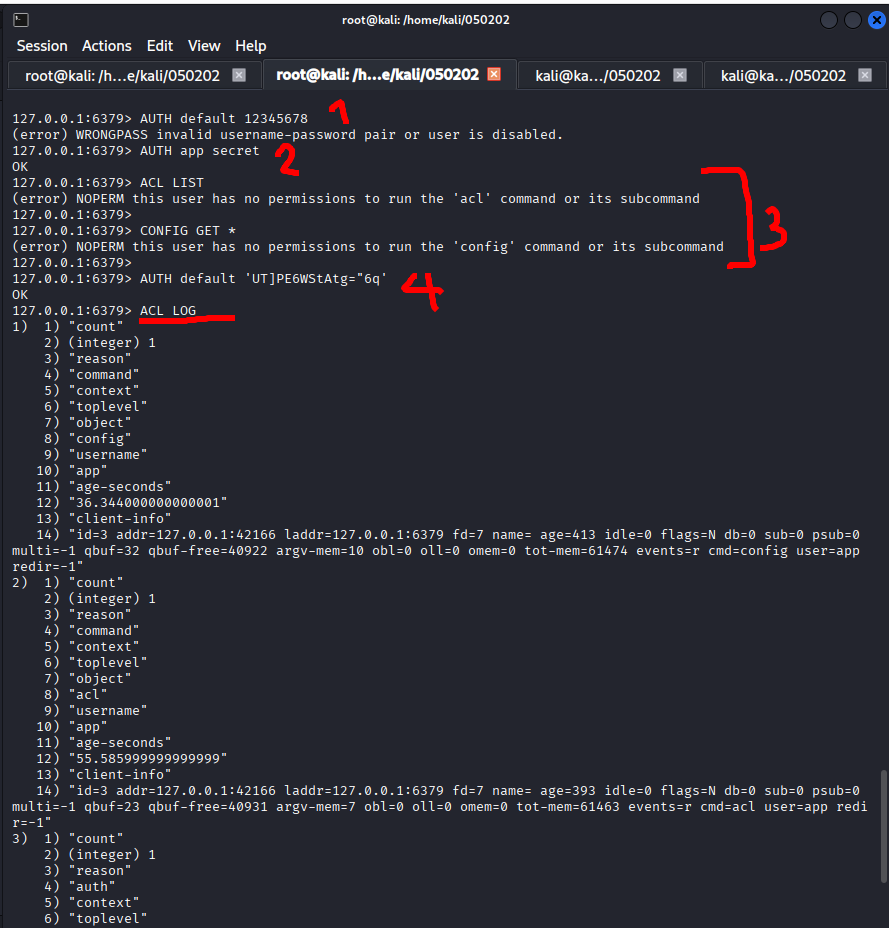 root@kali: /home/kali/050202
Session Actions Edit View Help
root@kali: /h...e/kali/050202 root@kali: /h...e/kali/050202 kali@ka.../050202 kali@ka.../050202
127.0.0.1:6379> AUTH default 12345678 1
(error) WRONGPASS invalid username-password pair or user is disabled.
127.0.0.1:6379> AUTH app secret 2
OK
127.0.0.1:6379> ACL LIST
(error) NOPERM this user has no permissions to run the 'acl' command or its subcommand
127.0.0.1:6379>
127.0.0.1:6379> CONFIG GET * 3
(error) NOPERM this user has no permissions to run the 'config' command or its subcommand
127.0.0.1:6379>
127.0.0.1:6379> AUTH default 'UT]PE6WStAtg="6q' 4
OK
127.0.0.1:6379> ACL LOG
1) 1) "count"
2) (integer) 1
3) "reason"
4) "command"
5) "context"
6) "toplevel"
7) "object"
8) "config"
9) "username"
10) "app"
11) "age-seconds"
12) "36.344000000000001"
13) "client-info"
14) "id=3 addr=127.0.0.1:42166 laddr=127.0.0.1:6379 fd=7 name= age=413 idle=0 flags=N db=0 sub=0 psub=0
multi=-1 qbuf=32 qbuf-free=40922 argv-mem=10 obl=0 oll=0 omem=0 tot-mem=61474 events=r cmd=config user=app
redir=-1"
2) 1) "count"
2) (integer) 1
3) "reason"
4) "command"
5) "context"
6) "toplevel"
7) "object"
8) "acl"
9) "username"
10) "app"
11) "age-seconds"
12) "55.585999999999999"
13) "client-info"
14) "id=3 addr=127.0.0.1:42166 laddr=127.0.0.1:6379 fd=7 name= age=393 idle=0 flags=N db=0 sub=0 psub=0
multi=-1 qbuf=23 qbuf-free=40931 argv-mem=7 obl=0 oll=0 omem=0 tot-mem=61463 events=r cmd=acl user=app redi
r=-1"
3) 1) "count"
2) (integer) 1
3) "reason"
4) "auth"
5) "context"
6) "toplevel"